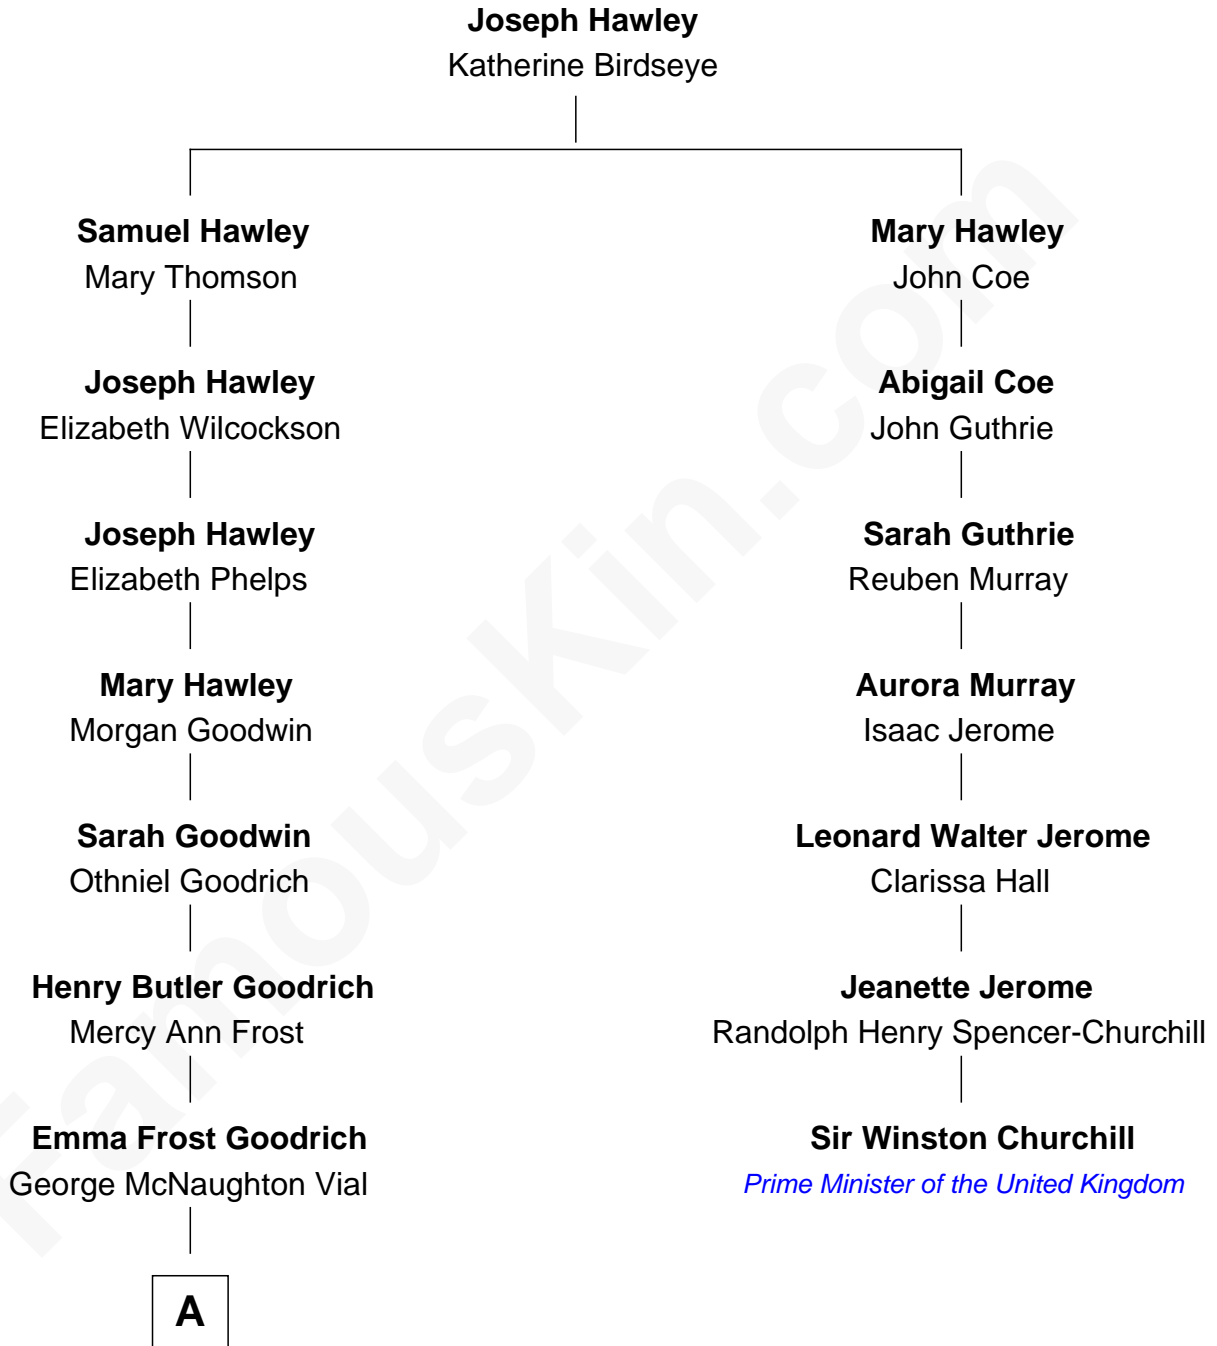 Joseph Hawley
Katherine Birdseye
Samuel Hawley
Mary Thomson
Joseph Hawley
Elizabeth Wilcockson
Joseph Hawley
Elizabeth Phelps
Mary Hawley
Morgan Goodwin
Sarah Goodwin
Othniel Goodrich
Henry Butler Goodrich
Mercy Ann Frost
Emma Frost Goodrich
George McNaughton Vial
A
Mary Hawley
John Coe
Abigail Coe
John Guthrie
Sarah Guthrie
Reuben Murray
Aurora Murray
Isaac Jerome
Leonard Walter Jerome
Clarissa Hall
Jeanette Jerome
Randolph Henry Spencer-Churchill
Sir Winston Churchill
Prime Minister of the United Kingdom
FamousKin.com